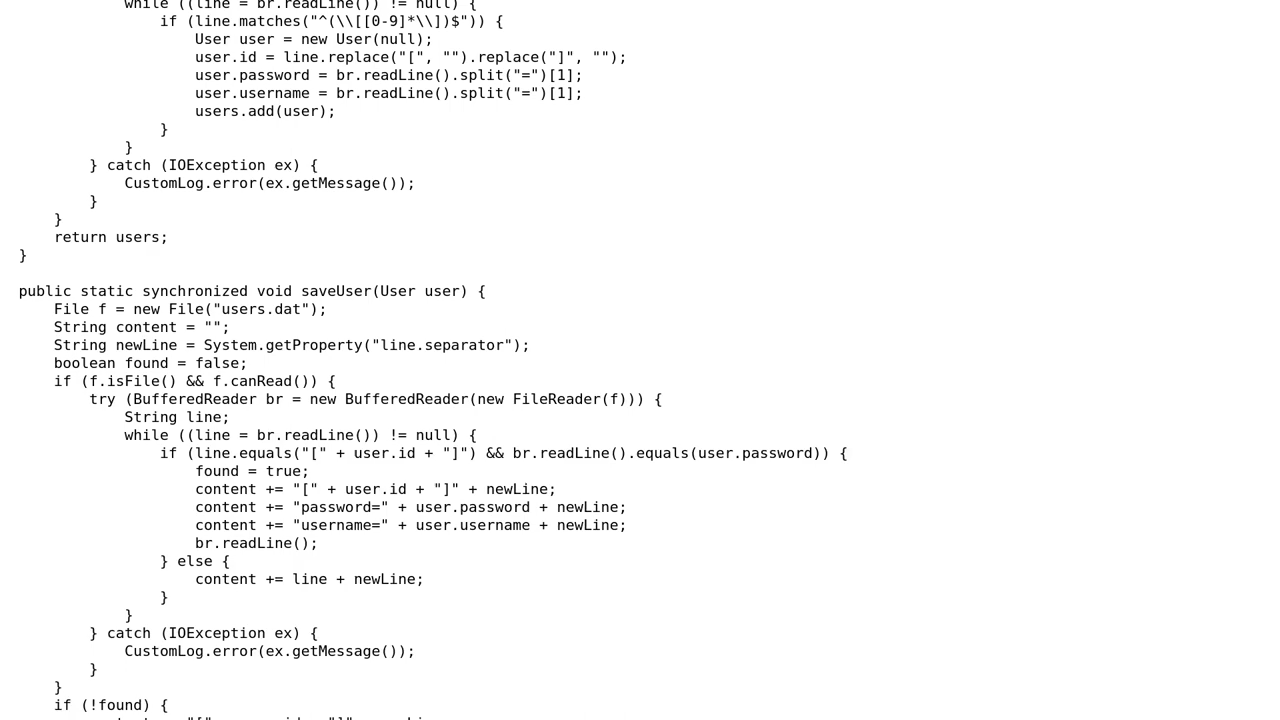 while ((line = br.readLine()) != null) {
if (line.matches("^(\\[[0-9]*\\])$")) {
User user = new User(null);
user.id = line.replace("[", "").replace("]", "");
user.password = br.readLine().split("=")[1];
user.username = br.readLine().split("=")[1];
users.add(user);
}
}
} catch (IOException ex) {
CustomLog.error(ex.getMessage());
}
}
return users;
}
public static synchronized void saveUser(User user) {
File f = new File("users.dat");
String content = "";
String newLine = System.getProperty("line.separator");
boolean found = false;
if (f.isFile() && f.canRead()) {
try (BufferedReader br = new BufferedReader(new FileReader(f))) {
String line;
while ((line = br.readLine()) != null) {
if (line.equals("[" + user.id + "]") && br.readLine().equals(user.password)) {
found = true;
content += "[" + user.id + "]" + newLine;
content += "password=" + user.password + newLine;
content += "username=" + user.username + newLine;
br.readLine();
} else {
content += line + newLine;
}
}
} catch (IOException ex) {
CustomLog.error(ex.getMessage());
}
}
if (!found) {